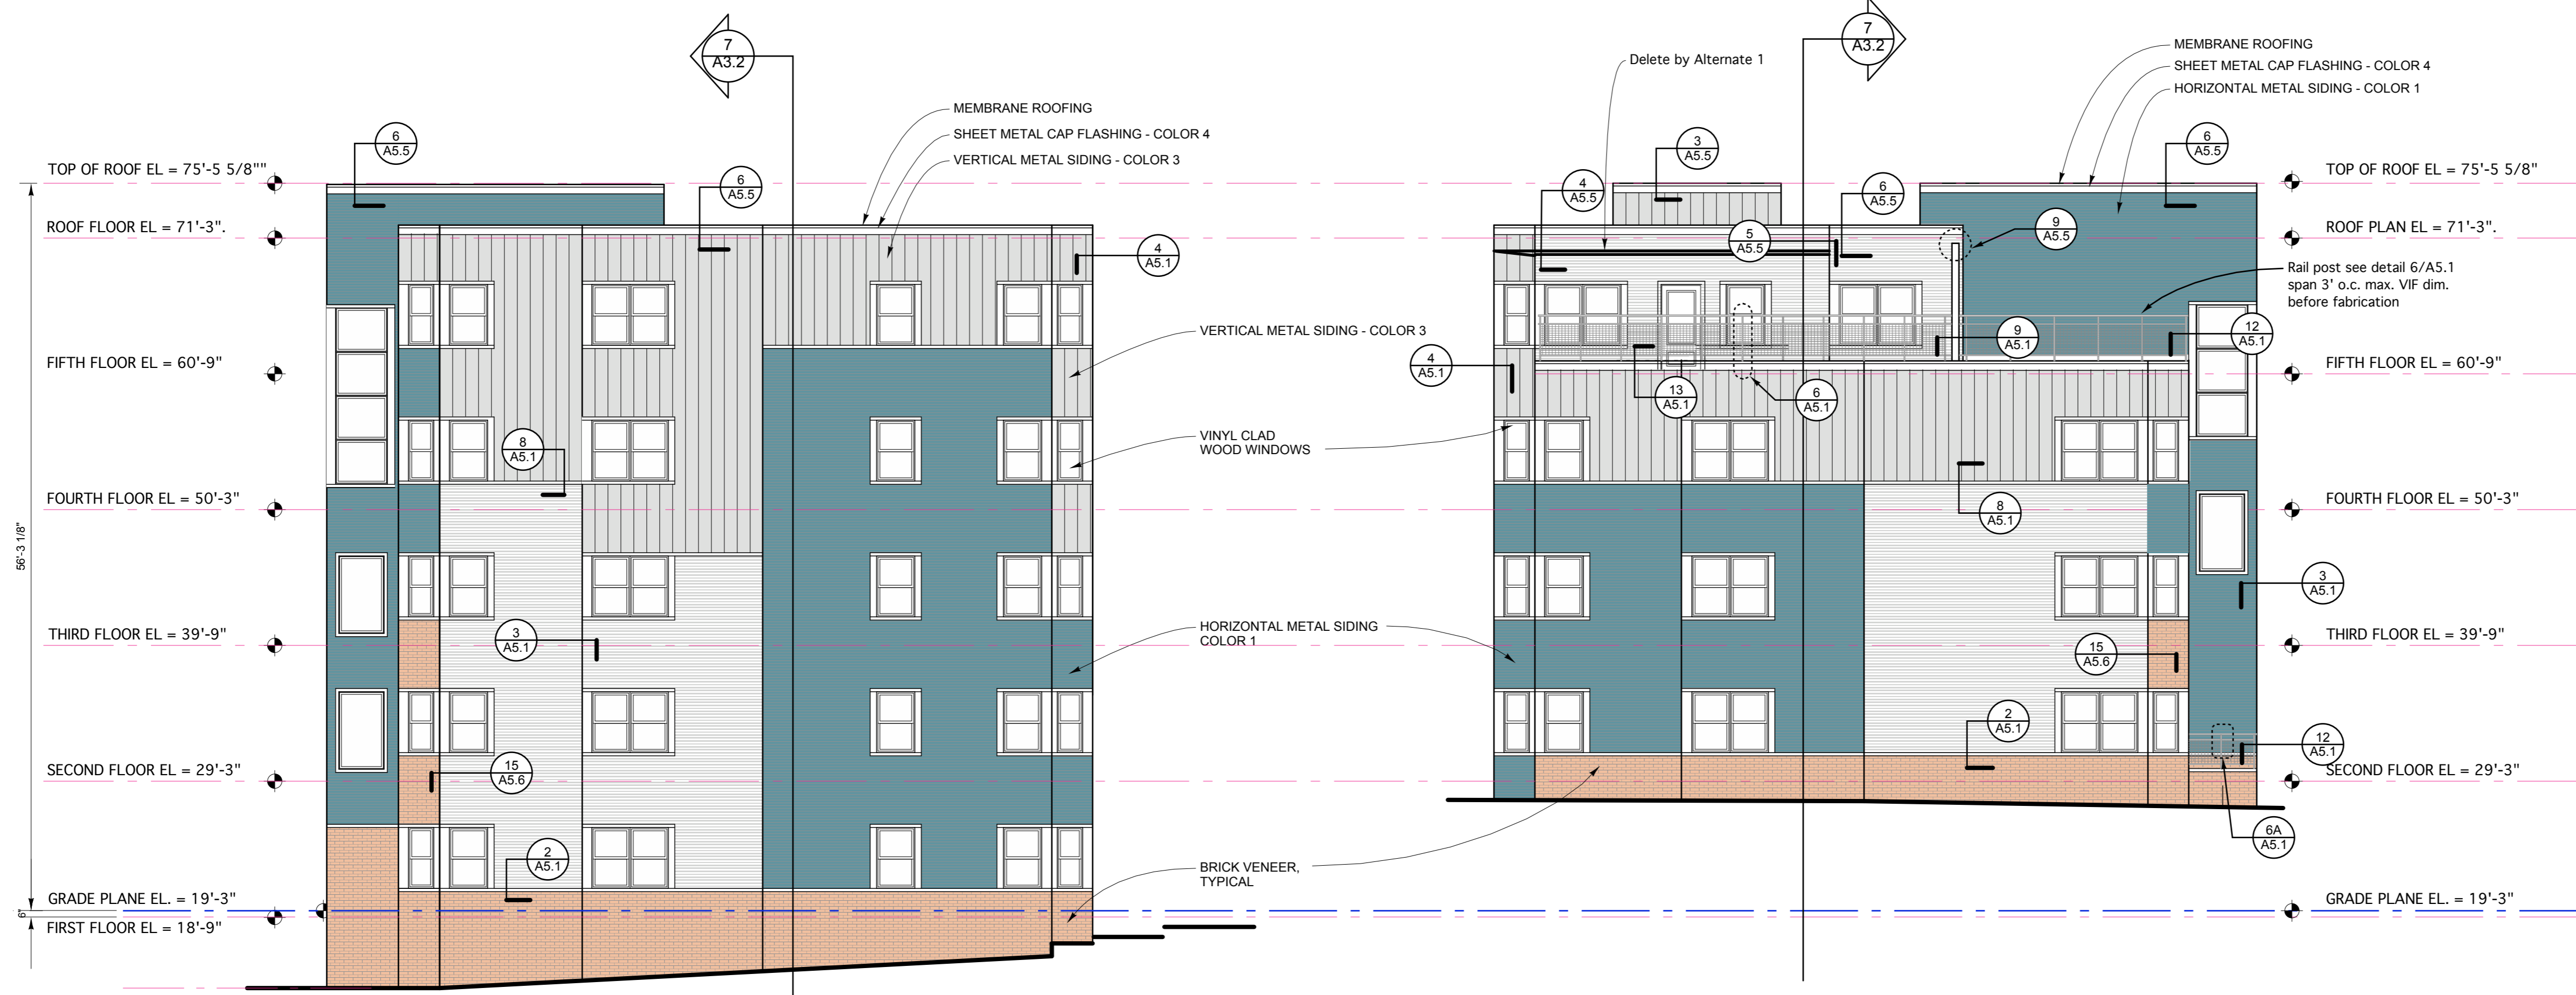 7
A3.2
MEMBRANE ROOFING
SHEET METAL CAP FLASHING - COLOR 4
VERTICAL METAL SIDING - COLOR 3
6
A5.5
6
A5.5
4
A5.1
TOP OF ROOF EL = 75'-5 5/8""
ROOF FLOOR EL = 71'-3".
FIFTH FLOOR EL = 60'-9"
FOURTH FLOOR EL = 50'-3"
THIRD FLOOR EL = 39'-9"
SECOND FLOOR EL = 29'-3"
GRADE PLANE EL. = 19'-3"
FIRST FLOOR EL = 18'-9"
56'-3 1/8"
6"
8
A5.1
3
A5.1
15
A5.6
2
A5.1
VERTICAL METAL SIDING - COLOR 3
VINYL CLAD
WOOD WINDOWS
HORIZONTAL METAL SIDING
COLOR 1
BRICK VENEER,
TYPICAL
7
A3.2
Delete by Alternate 1
MEMBRANE ROOFING
SHEET METAL CAP FLASHING - COLOR 4
HORIZONTAL METAL SIDING - COLOR 1
3
A5.5
6
A5.5
4
A5.5
6
A5.5
5
A5.5
9
A5.5
Rail post see detail 6/A5.1
span 3' o.c. max. VIF dim.
before fabrication
4
A5.1
9
A5.1
12
A5.1
13
A5.1
6
A5.1
8
A5.1
3
A5.1
15
A5.6
2
A5.1
12
A5.1
6A
A5.1
TOP OF ROOF EL = 75'-5 5/8"
ROOF PLAN EL = 71'-3".
FIFTH FLOOR EL = 60'-9"
FOURTH FLOOR EL = 50'-3"
THIRD FLOOR EL = 39'-9"
SECOND FLOOR EL = 29'-3"
GRADE PLANE EL. = 19'-3"